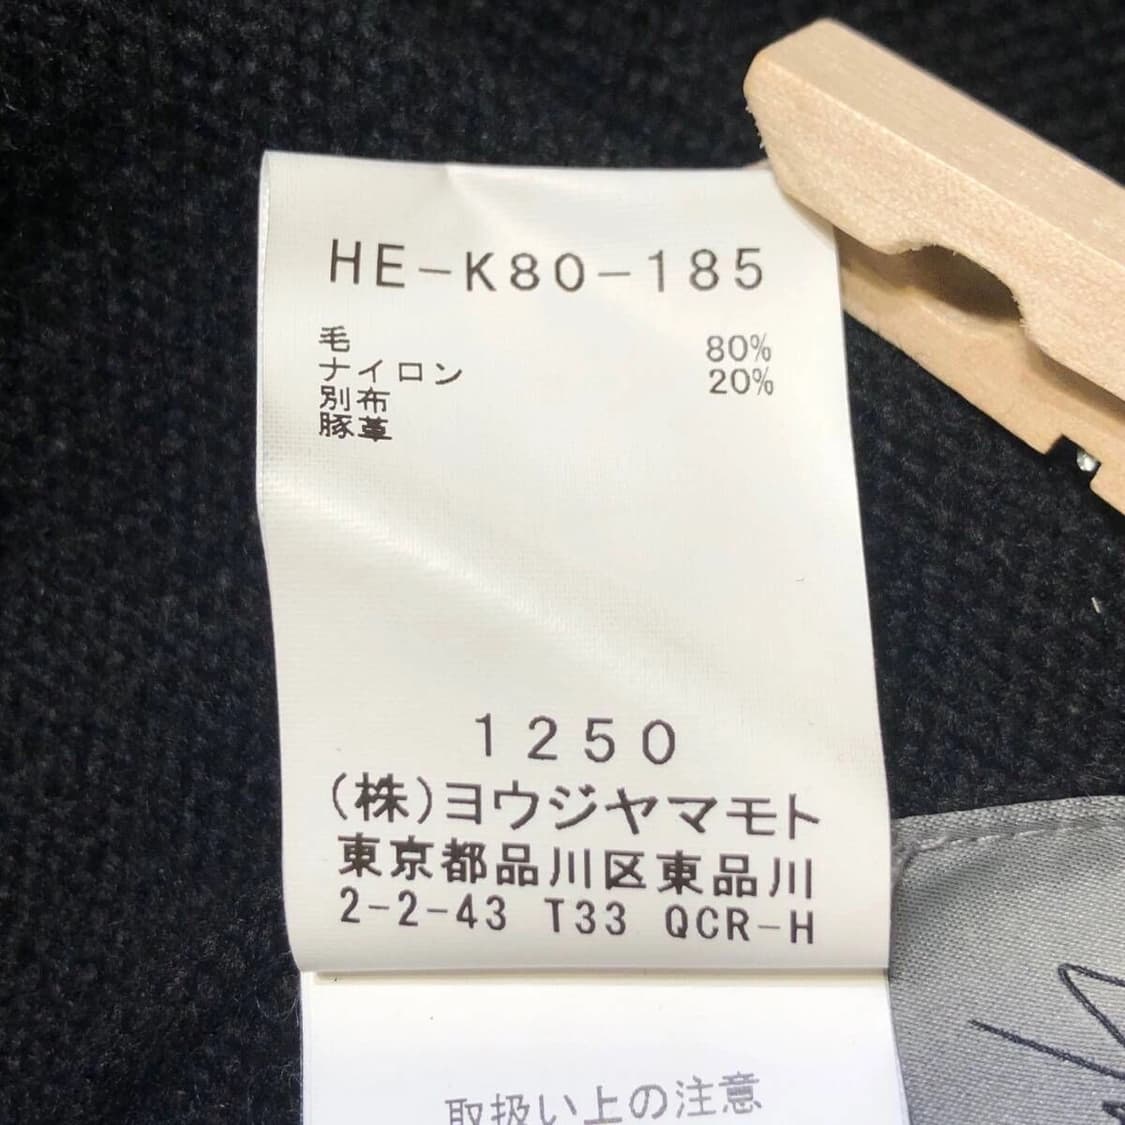 HE-K80-185
毛 80%
ナイロン 20%
別布
豚革
1250
(株)ヨウジヤマモト
東京都品川区東品川
2-2-43 T33 QCR-H
取扱い上の注意